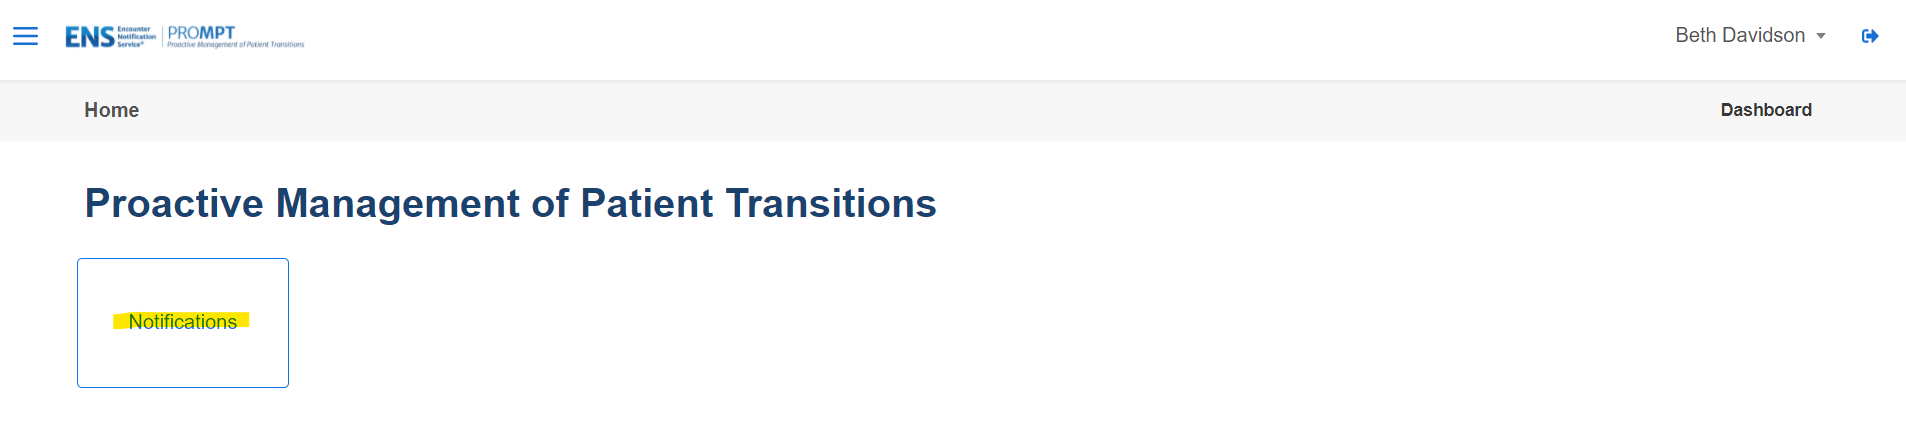 ENS Encounter Notification Service® PROMPT
Proactive Management of Patient Transitions
Beth Davidson
Home
Dashboard
Proactive Management of Patient Transitions
Notifications